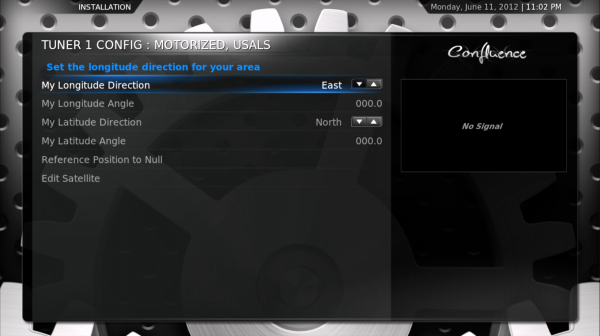 INSTALLATION
Monday, June 11, 2012 | 11:02 PM
TUNER 1 CONFIG : MOTORIZED, USALS
Confluence
Set the longitude direction for your area
My Longitude Direction East
My Longitude Angle 000.0
My Latitude Direction North
My Latitude Angle 000.0
Reference Position to Null
Edit Satellite
No Signal